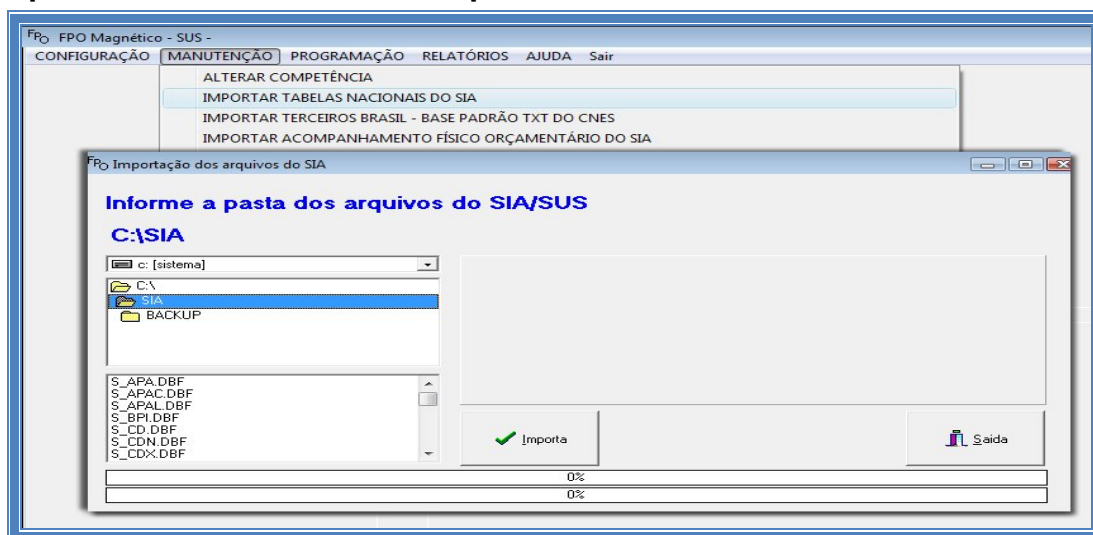 FPO FPO Magnético - SUS -
CONFIGURAÇÃO MANUTENÇÃO PROGRAMAÇÃO RELATÓRIOS AJUDA Sair
ALTERAR COMPETÊNCIA
IMPORTAR TABELAS NACIONAIS DO SIA
IMPORTAR TERCEIROS BRASIL - BASE PADRÃO TXT DO CNES
IMPORTAR ACOMPANHAMENTO FÍSICO ORÇAMENTÁRIO DO SIA
FPO Importação dos arquivos do SIA
Informe a pasta dos arquivos do SIA/SUS
C:\SIA
c: [sistema]
C:\
SIA
BACKUP
S_APA.DBF
S_APAC.DBF
S_APAL.DBF
S_BPI.DBF
S_CD.DBF
S_CDN.DBF
S_CDX.DBF
Importa
Saida
0%
0%